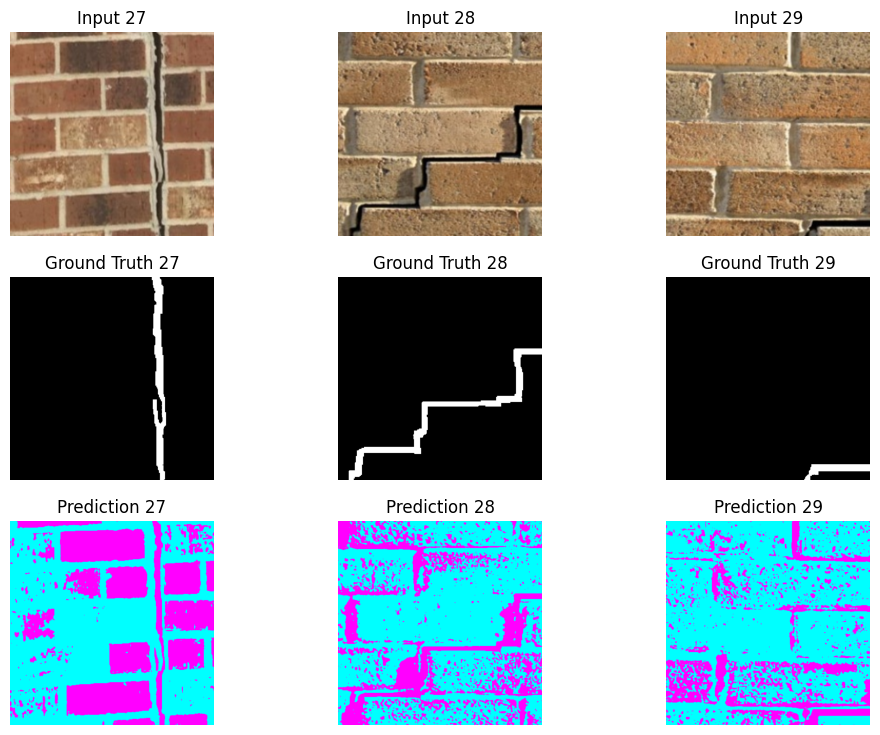 Input 27
Input 28
Input 29
Ground Truth 27
Ground Truth 28
Ground Truth 29
Prediction 27
Prediction 28
Prediction 29